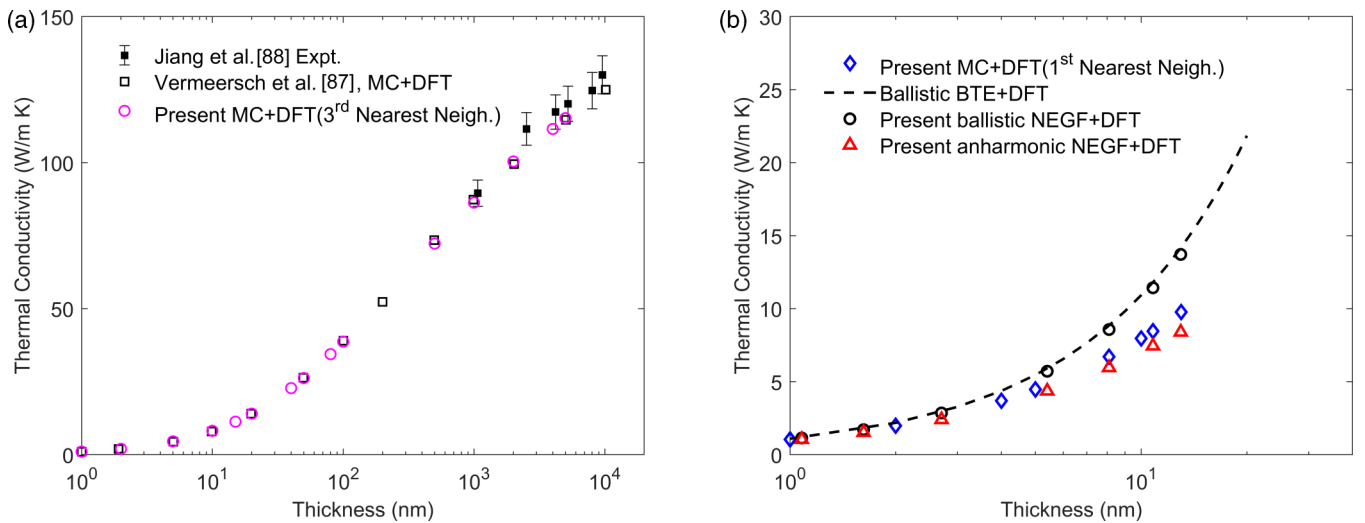 (a)
150
100
50
0
Thermal Conductivity (W/m K)
Jiang et al.[88] Expt.
Vermeersch et al.[87], MC+DFT
Present MC+DFT(3rd Nearest Neigh.)
10^0
10^1
10^2
10^3
10^4
Thickness (nm)
(b)
30
25
20
15
10
5
0
Thermal Conductivity (W/m K)
Present MC+DFT(1st Nearest Neigh.)
Ballistic BTE+DFT
Present ballistic NEGF+DFT
Present anharmonic NEGF+DFT
10^0
10^1
Thickness (nm)